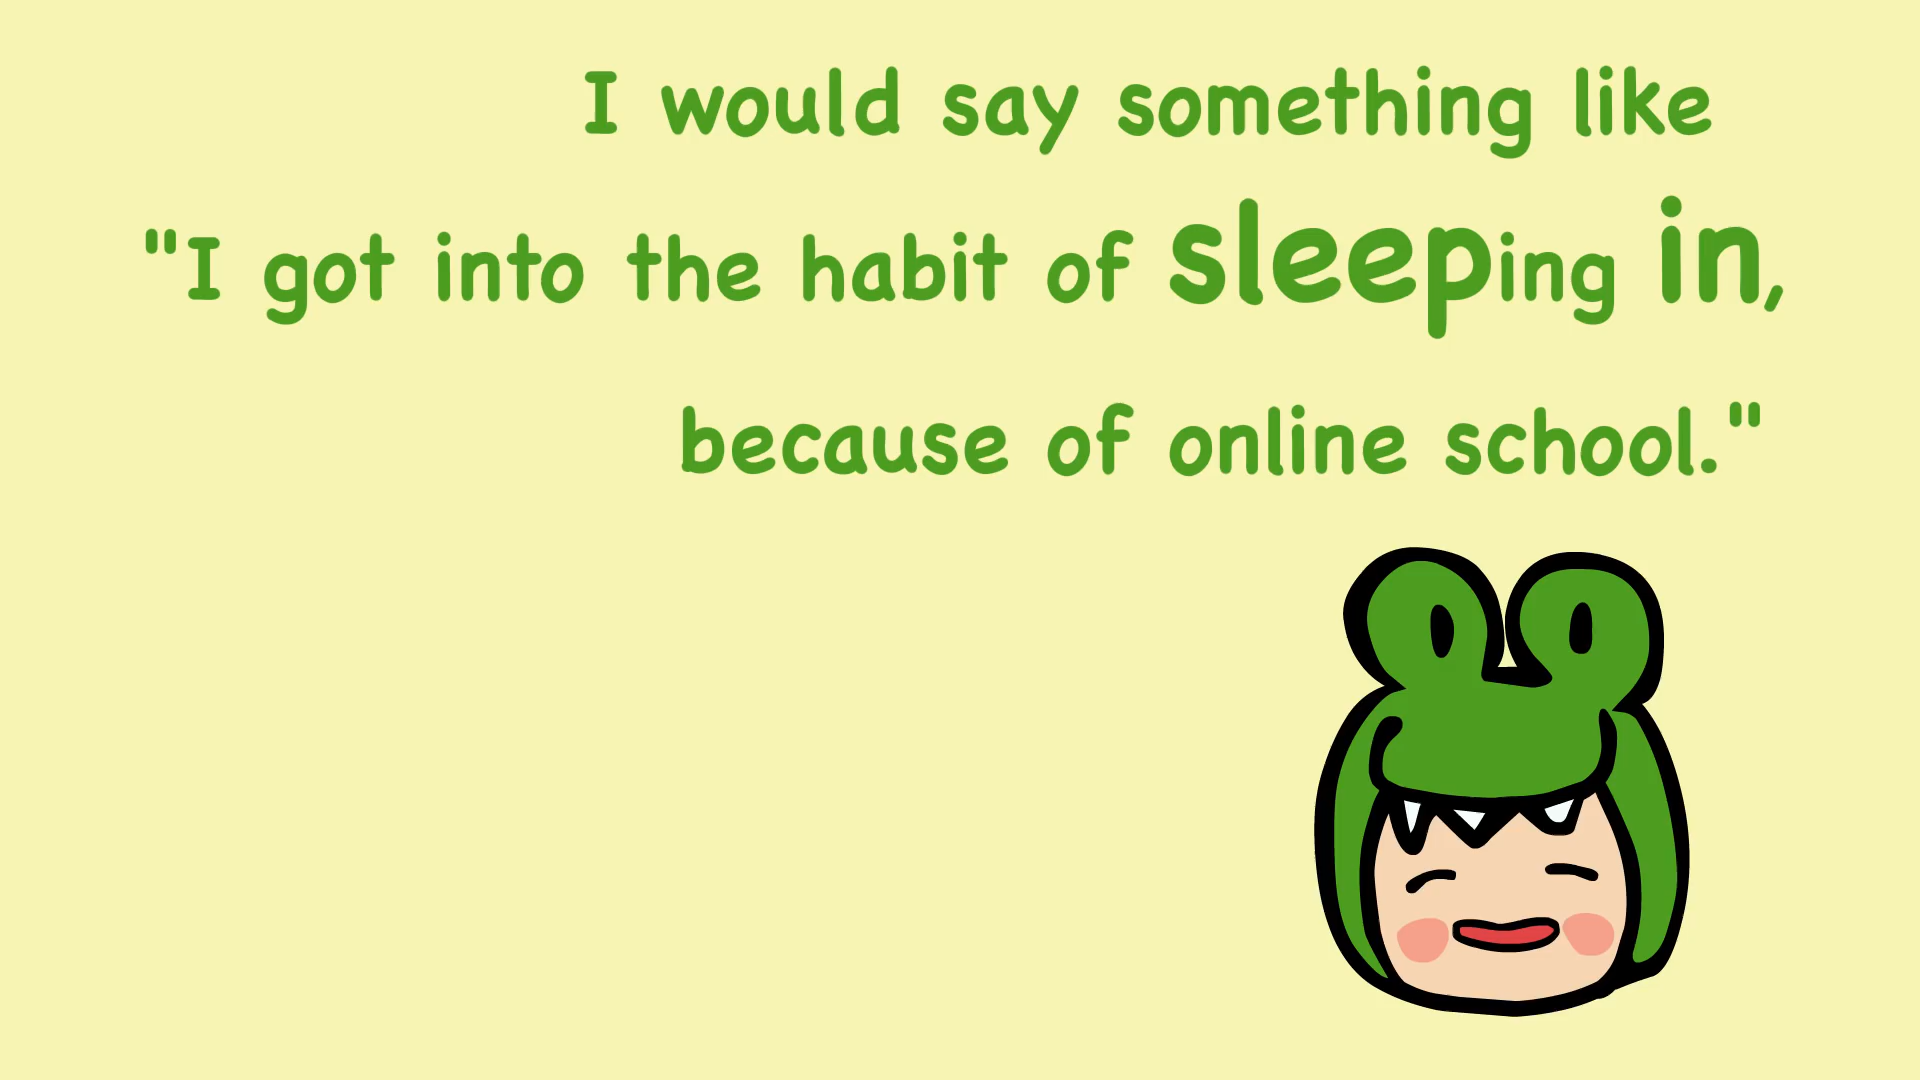 I would say something like
"I got into the habit of sleeping in,
because of online school."